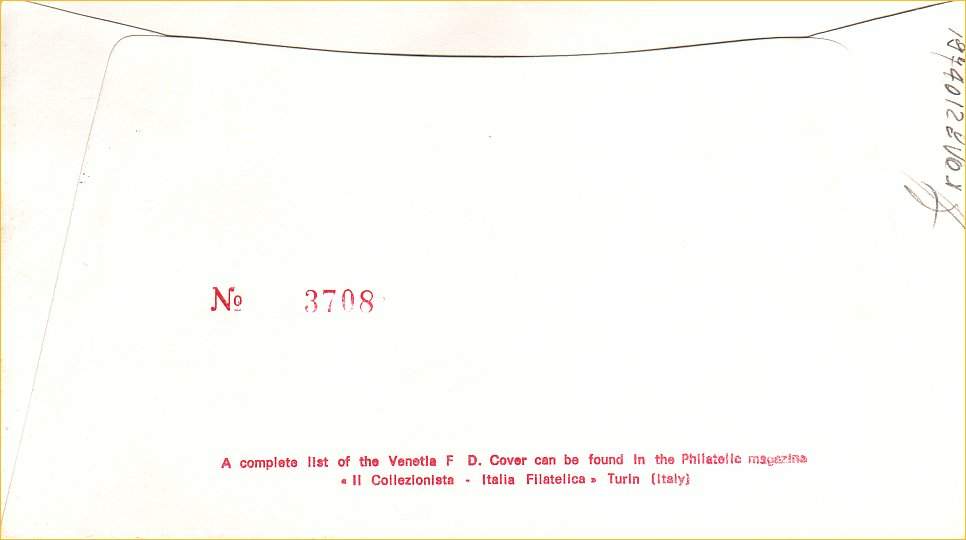 № 3708
A complete list of the Venetia F D. Cover can be found in the Philatelic magazine
« Il Collezionista - Italia Filatelica » Turin (Italy)